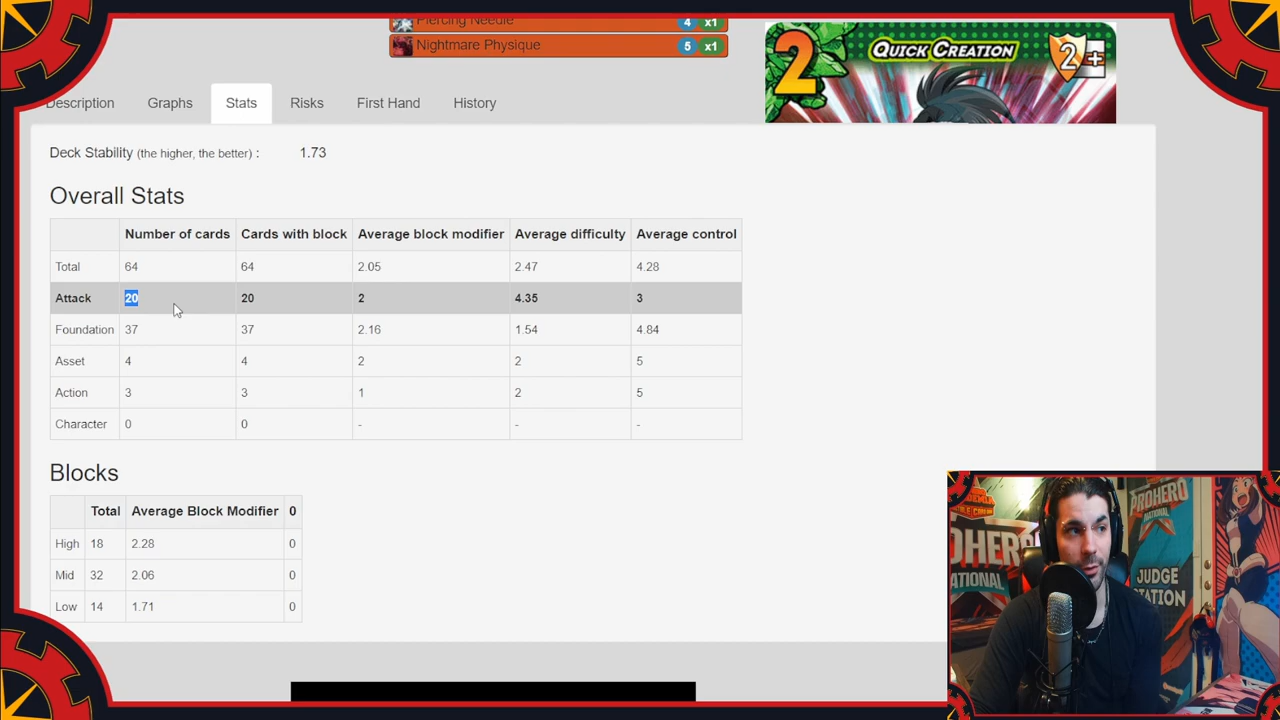 Piercing Needle 4 x1
Nightmare Physique 5 x1
2 QUICK CREATION 2+
Description Graphs Stats Risks First Hand History
Deck Stability (the higher, the better) : 1.73
Overall Stats
Number of cards Cards with block Average block modifier Average difficulty Average control
Total 64 64 2.05 2.47 4.28
Attack 20 20 2 4.35 3
Foundation 37 37 2.16 1.54 4.84
Asset 4 4 2 2 5
Action 3 3 1 2 5
Character 0 0 - - -
Blocks
Total Average Block Modifier 0
High 18 2.28 0
Mid 32 2.06 0
Low 14 1.71 0
PROHERO
NATIONAL
JUDGE
STATION